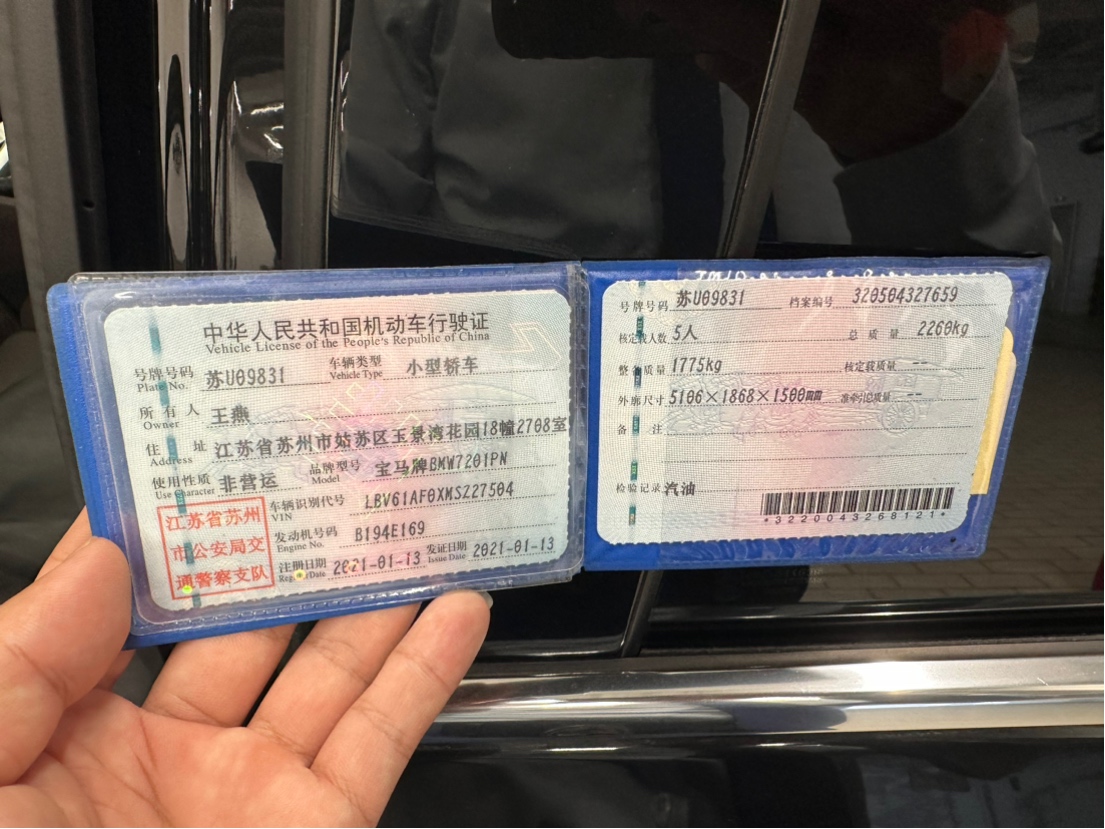 中华人民共和国机动车行驶证
Vehicle License of the People's Republic of China
号牌号码 苏U09831 车辆类型 小型轿车
Plate No. Vehicle Type
所有人 王燕
Owner
住址 江苏省苏州市姑苏区玉景湾花园18幢2708室
Address
使用性质 非营运 品牌型号 宝马牌BMW7201PN
Use Character Model
江苏省苏州
市公安局交
通警察支队
车辆识别代号 LBV61AF0XMSZ27504
VIN
发动机号码 B194E169
Engine No.
注册日期 2021-01-13 发证日期 2021-01-13
Register Date Issue Date
号牌号码 苏U09831 档案编号 320504327659
核定载人数 5人 总质量 2260kg
整备质量 1775kg 核定载质量 --
外廓尺寸 5106×1868×1500mm 准牵引总质量 --
备注
检验记录 汽油
*3220043268121*